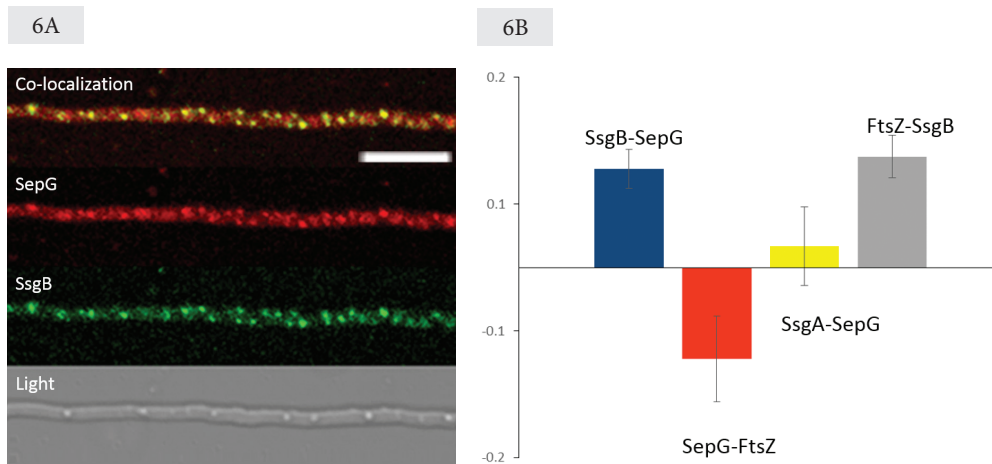 6A
6B
Co-localization
SepG
SsgB
Light
0.2
0.1
-0.1
-0.2
SsgB-SepG
FtsZ-SsgB
SsgA-SepG
SepG-FtsZ